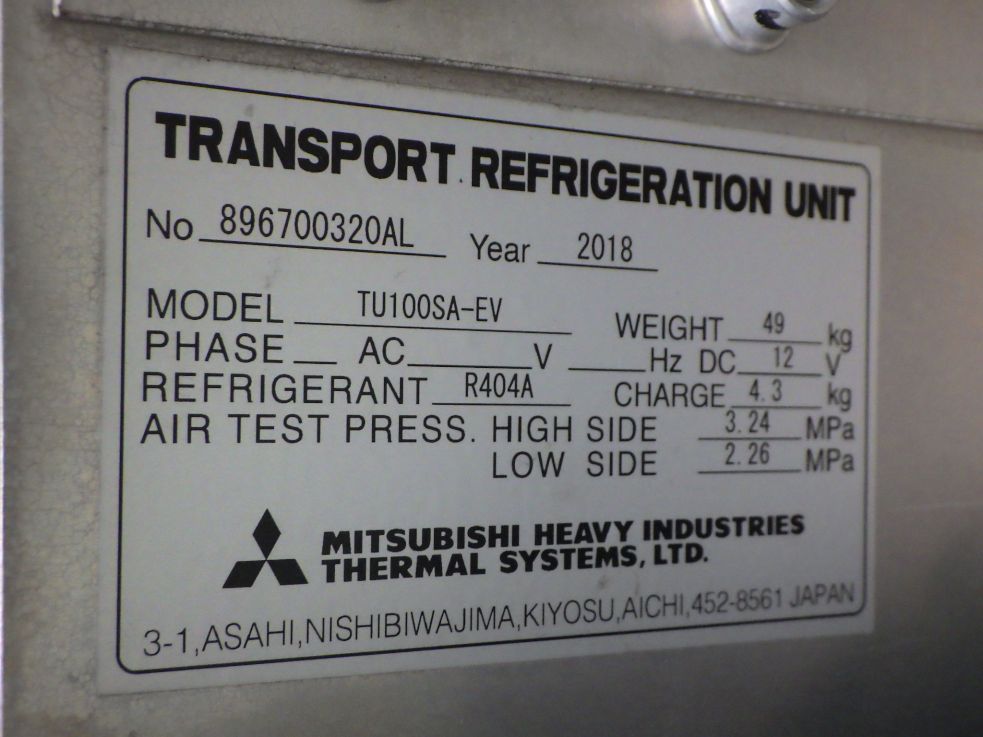 TRANSPORT REFRIGERATION UNIT
No 896700320AL Year 2018
MODEL TU100SA-EV WEIGHT 49 kg
PHASE AC V Hz DC 12 V
REFRIGERANT R404A CHARGE 4.3 kg
AIR TEST PRESS. HIGH SIDE 3.24 MPa
LOW SIDE 2.26 MPa
MITSUBISHI HEAVY INDUSTRIES
THERMAL SYSTEMS, LTD.
3-1,ASAHI,NISHIBIWAJIMA,KIYOSU,AICHI,452-8561 JAPAN